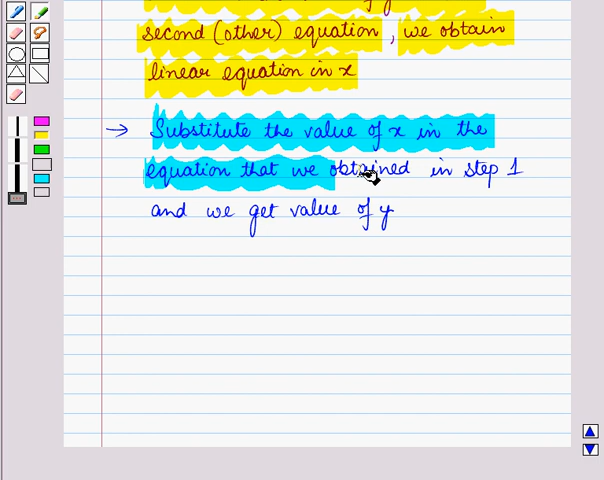 second (other) equation, we obtain
linear equation in x
→ Substitute the value of x in the
equation that we obtained in step 1
and we get value of y